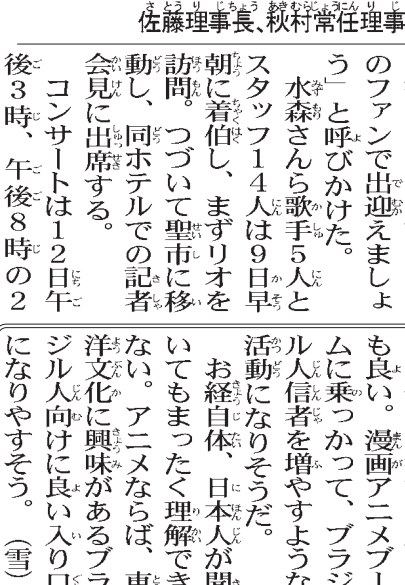 佐藤理事長、秋村常任理事
のファンで出迎えましょ
う」と呼びかけた。
水森さんら歌手5人と
スタッフ14人は9日早
朝に着伯し、まずリオを
訪問。つづいて聖市に移
動し、同ホテルでの記者
会見に出席する。
コンサートは12日午
後3時、午後8時の2
も良い。漫画アニメブー
ムに乗っかって、ブラジ
ル人信者を増やすような
活動になりそうだ。
お経自体、日本人が聞
いてもまったく理解でき
ない。アニメならば、東
洋文化に興味があるブラ
ジル人向けに良い入り口
になりやすそう。（雪）